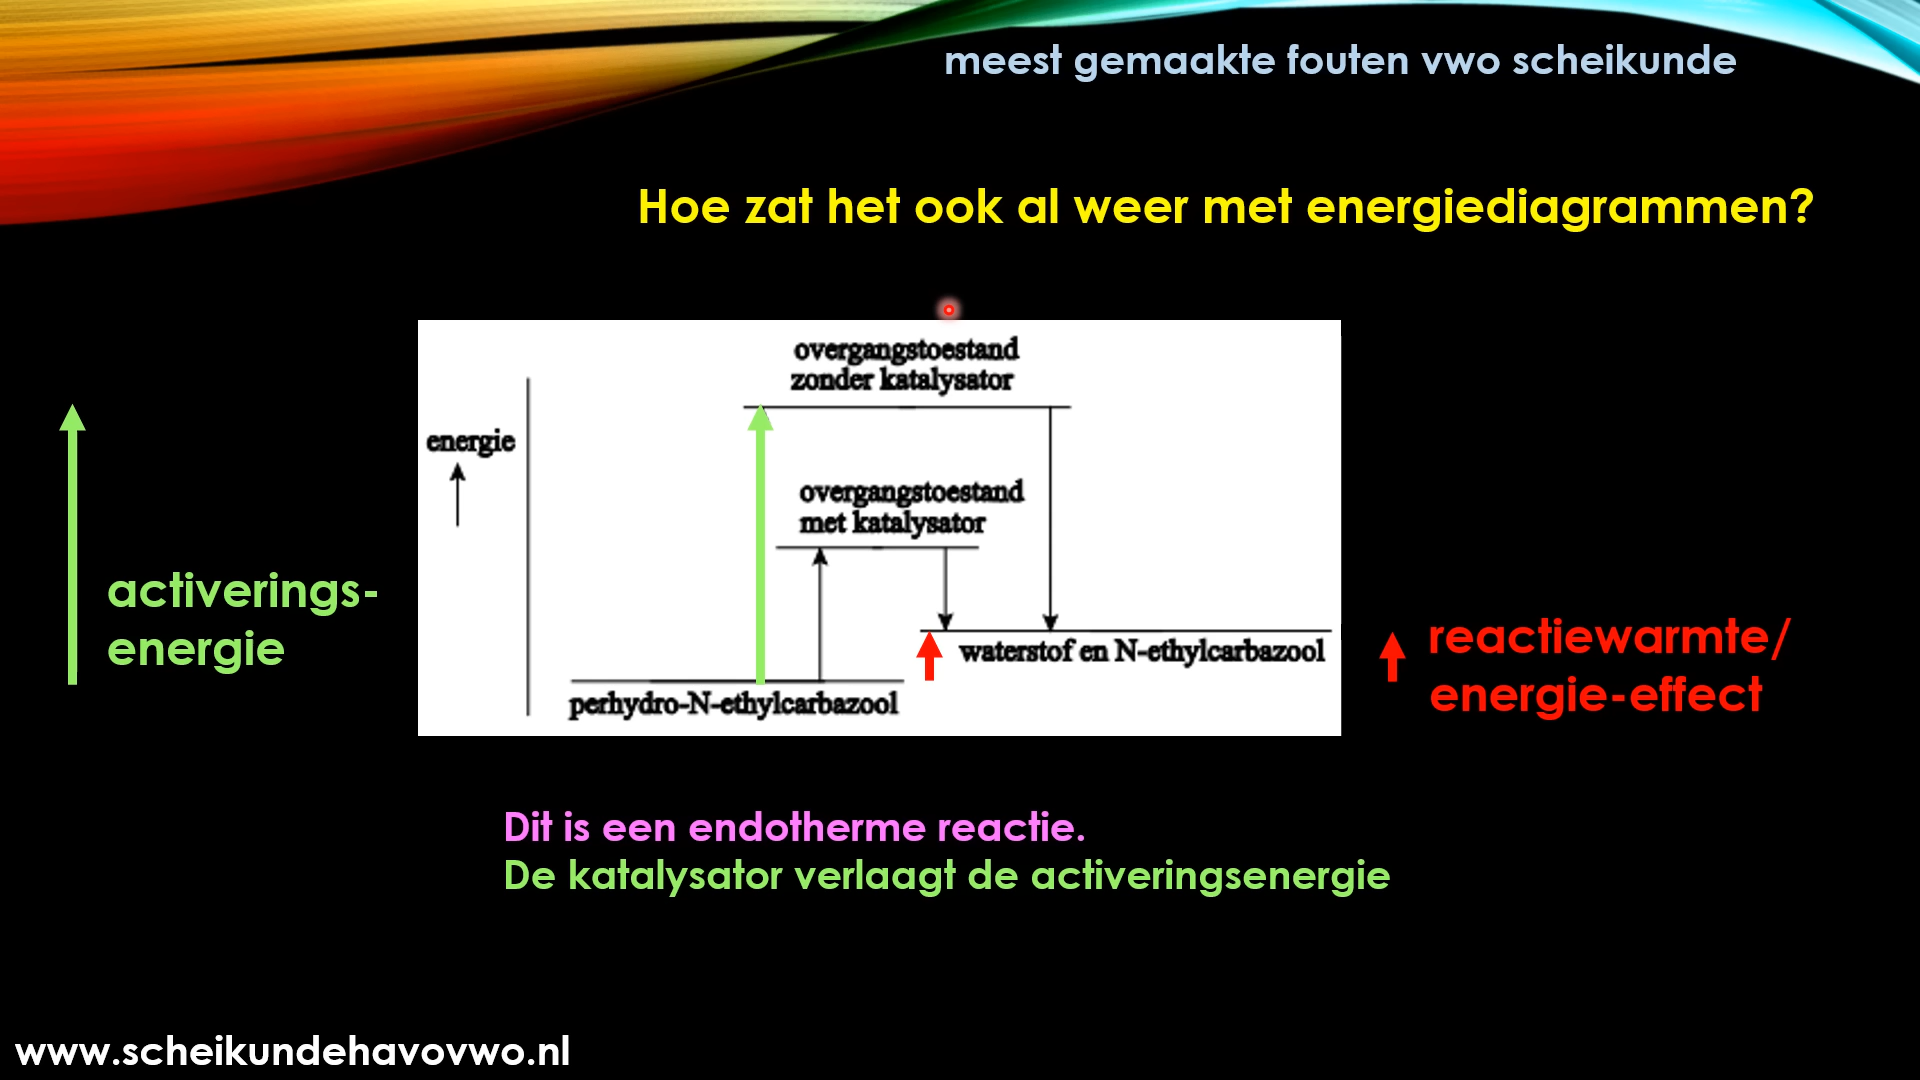 meest gemaakte fouten vwo scheikunde
Hoe zat het ook al weer met energiediagrammen?
overgangstoestand
zonder katalysator
energie
overgangstoestand
met katalysator
activerings-
energie
waterstof en N-ethylcarbazool
perhydro-N-ethylcarbazool
reactiewarmte/
energie-effect
Dit is een endotherme reactie.
De katalysator verlaagt de activeringsenergie
www.scheikundehavovwo.nl